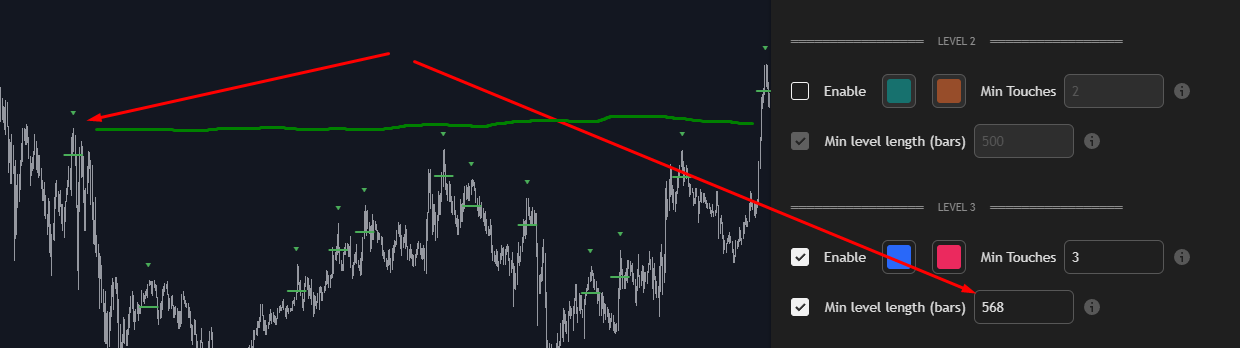 LEVEL 2
Enable Min Touches 2
Min level length (bars) 500
LEVEL 3
Enable Min Touches 3
Min level length (bars) 568